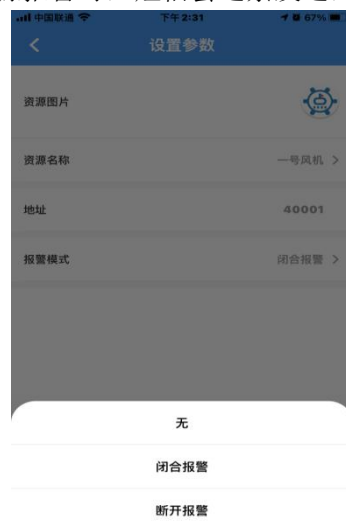 中国联通 下午 2:31 67%
设置参数
资源图片
资源名称 一号风机
地址 40001
报警模式 闭合报警
无
闭合报警
断开报警